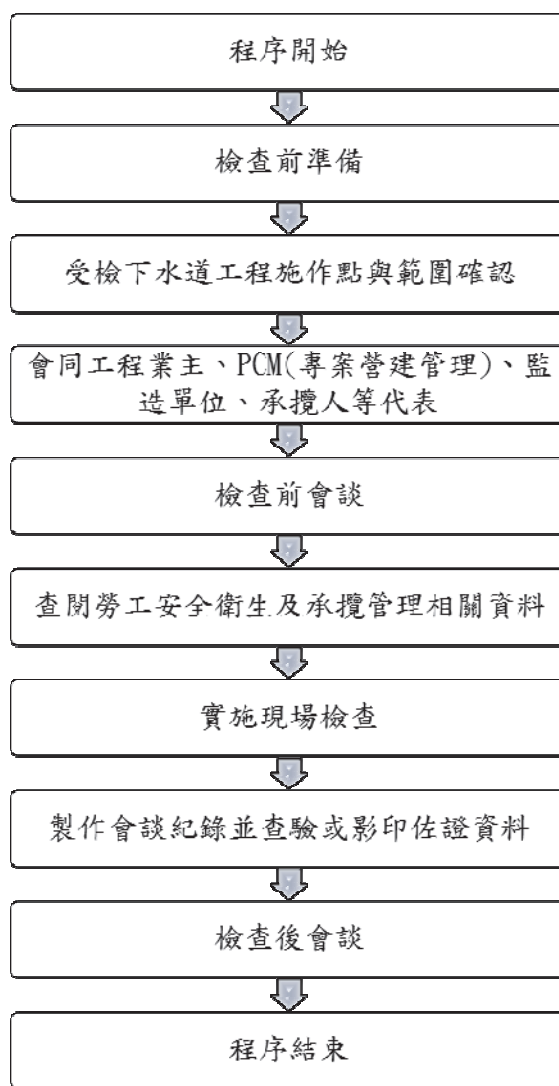 程序開始
檢查前準備
受檢下水道工程施作點與範圍確認
會同工程業主、PCM(專案營建管理)、監
造單位、承攬人等代表
檢查前會談
查閱勞工安全衛生及承攬管理相關資料
實施現場檢查
製作會談紀錄並查驗或影印佐證資料
檢查後會談
程序結束